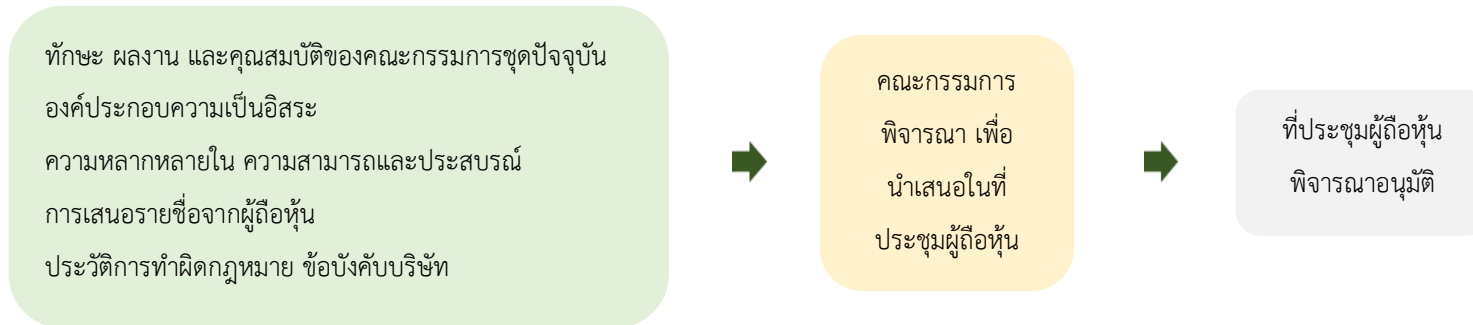 ทักษะ ผลงาน และคุณสมบัติของคณะกรรมการชุดปัจจุบัน
องค์ประกอบความเป็นอิสระ
ความหลากหลายใน ความสามารถและประสบรณ์
การเสนอรายชื่อจากผู้ถือหุ้น
ประวัติการทำผิดกฎหมาย ข้อบังคับบริษัท
คณะกรรมการ
พิจารณา เพื่อ
นำเสนอในที่
ประชุมผู้ถือหุ้น
ที่ประชุมผู้ถือหุ้น
พิจารณาอนุมัติ